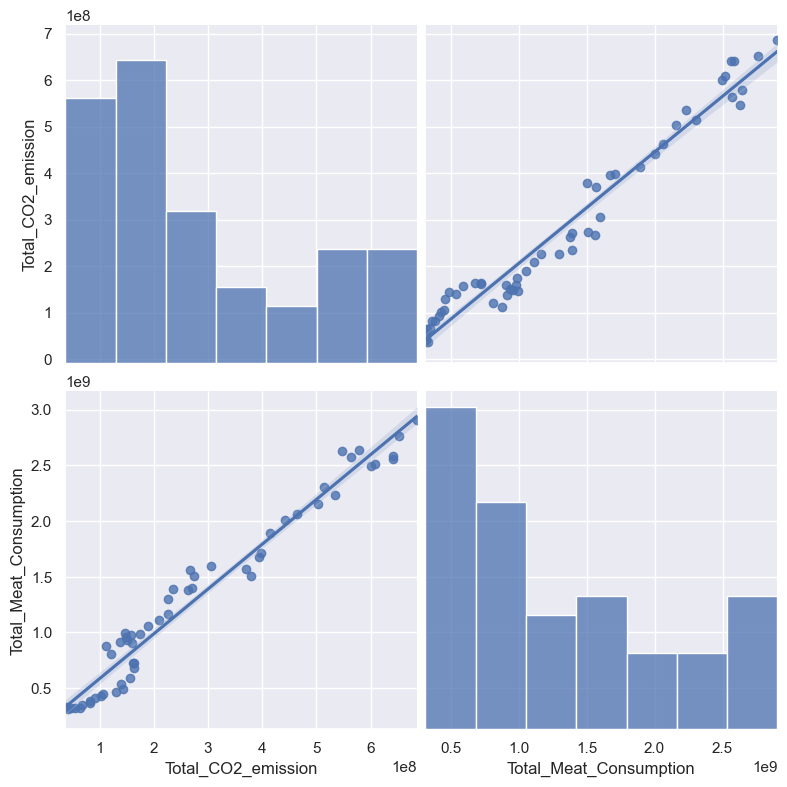 1e8
7
6
5
4
3
2
1
0
Total_CO2_emission
1e9
3.0
2.5
2.0
1.5
1.0
0.5
Total_Meat_Consumption
1 2 3 4 5 6
1e8
Total_CO2_emission
0.5 1.0 1.5 2.0 2.5
1e9
Total_Meat_Consumption